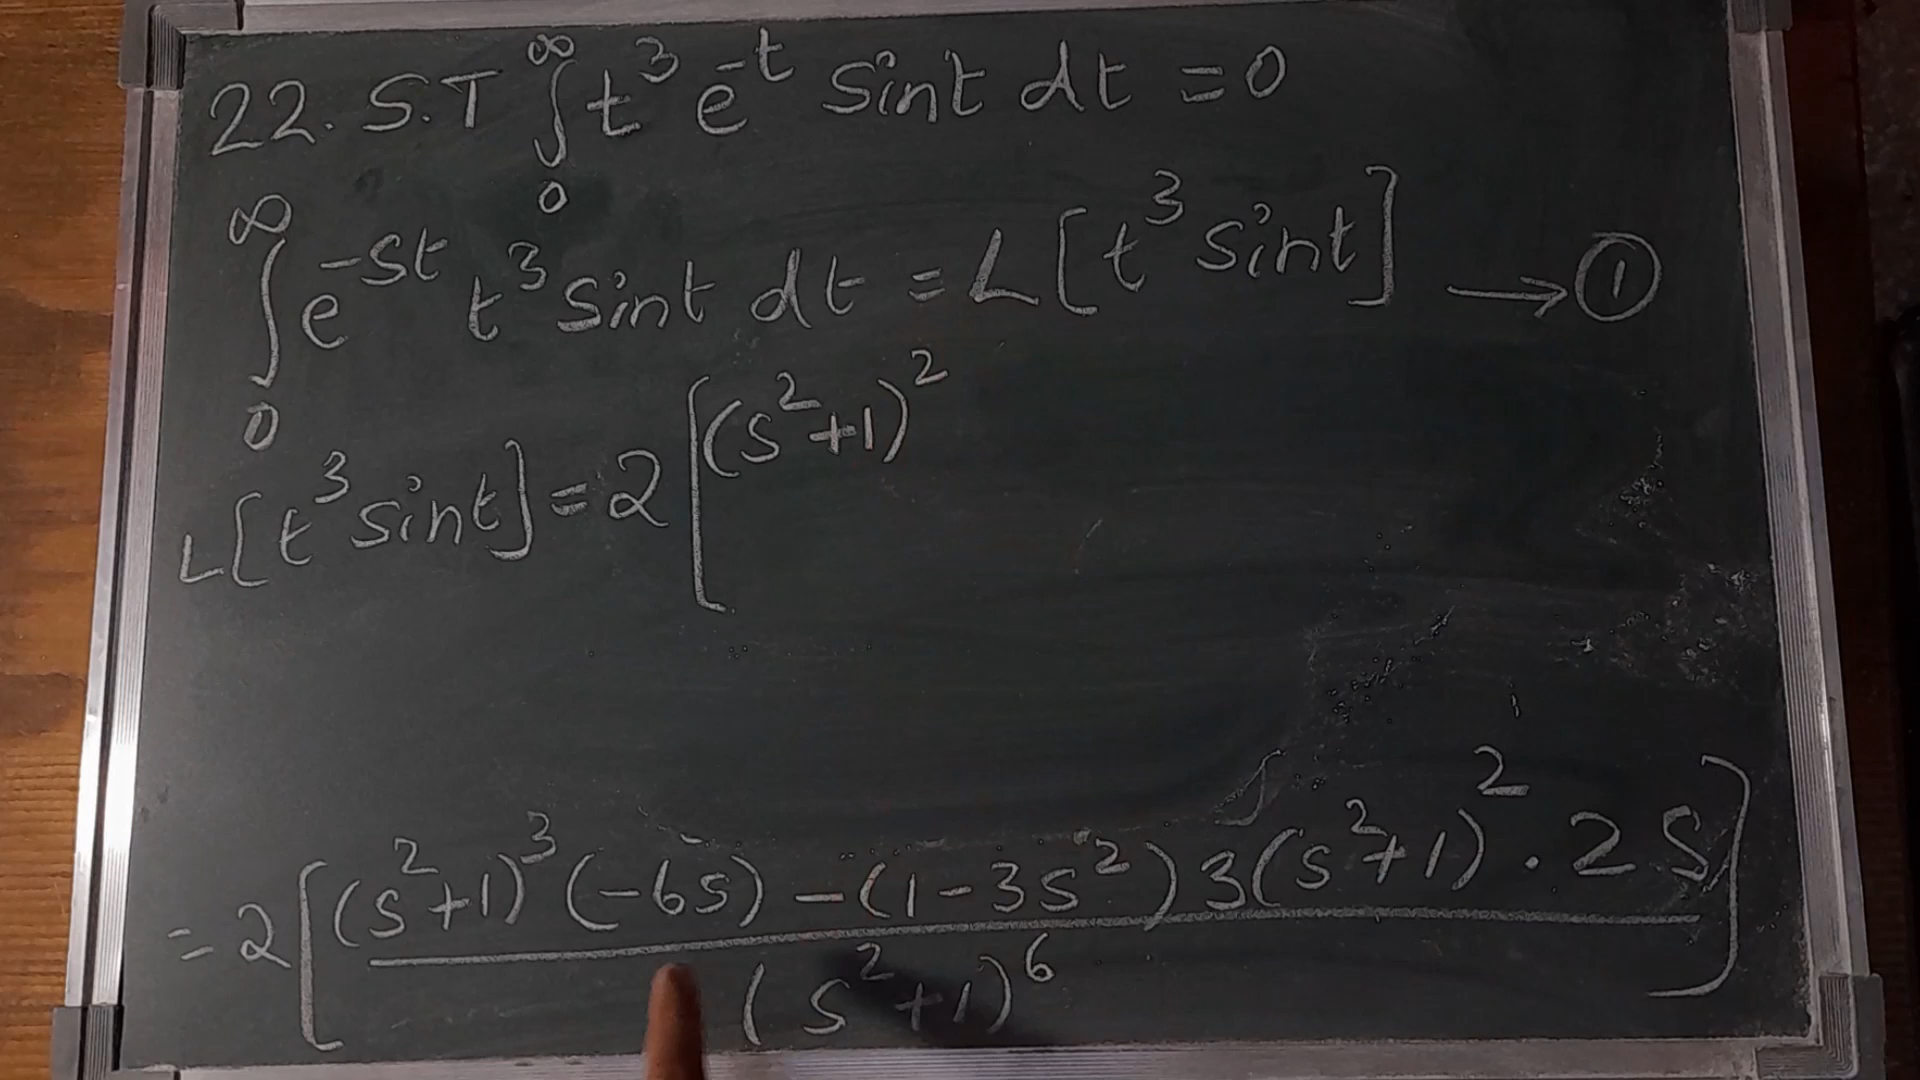 22. S.T ∫₀^∞ t³ e^-t sint dt = 0
∫₀^∞ e^-st t³ sint dt = L[t³ sint] → ①
L[t³ sint] = 2[(s²+1)²
= 2[(s²+1)³(-6s) - (1-3s²)3(s²+1)² · 2s]
(s²+1)⁶